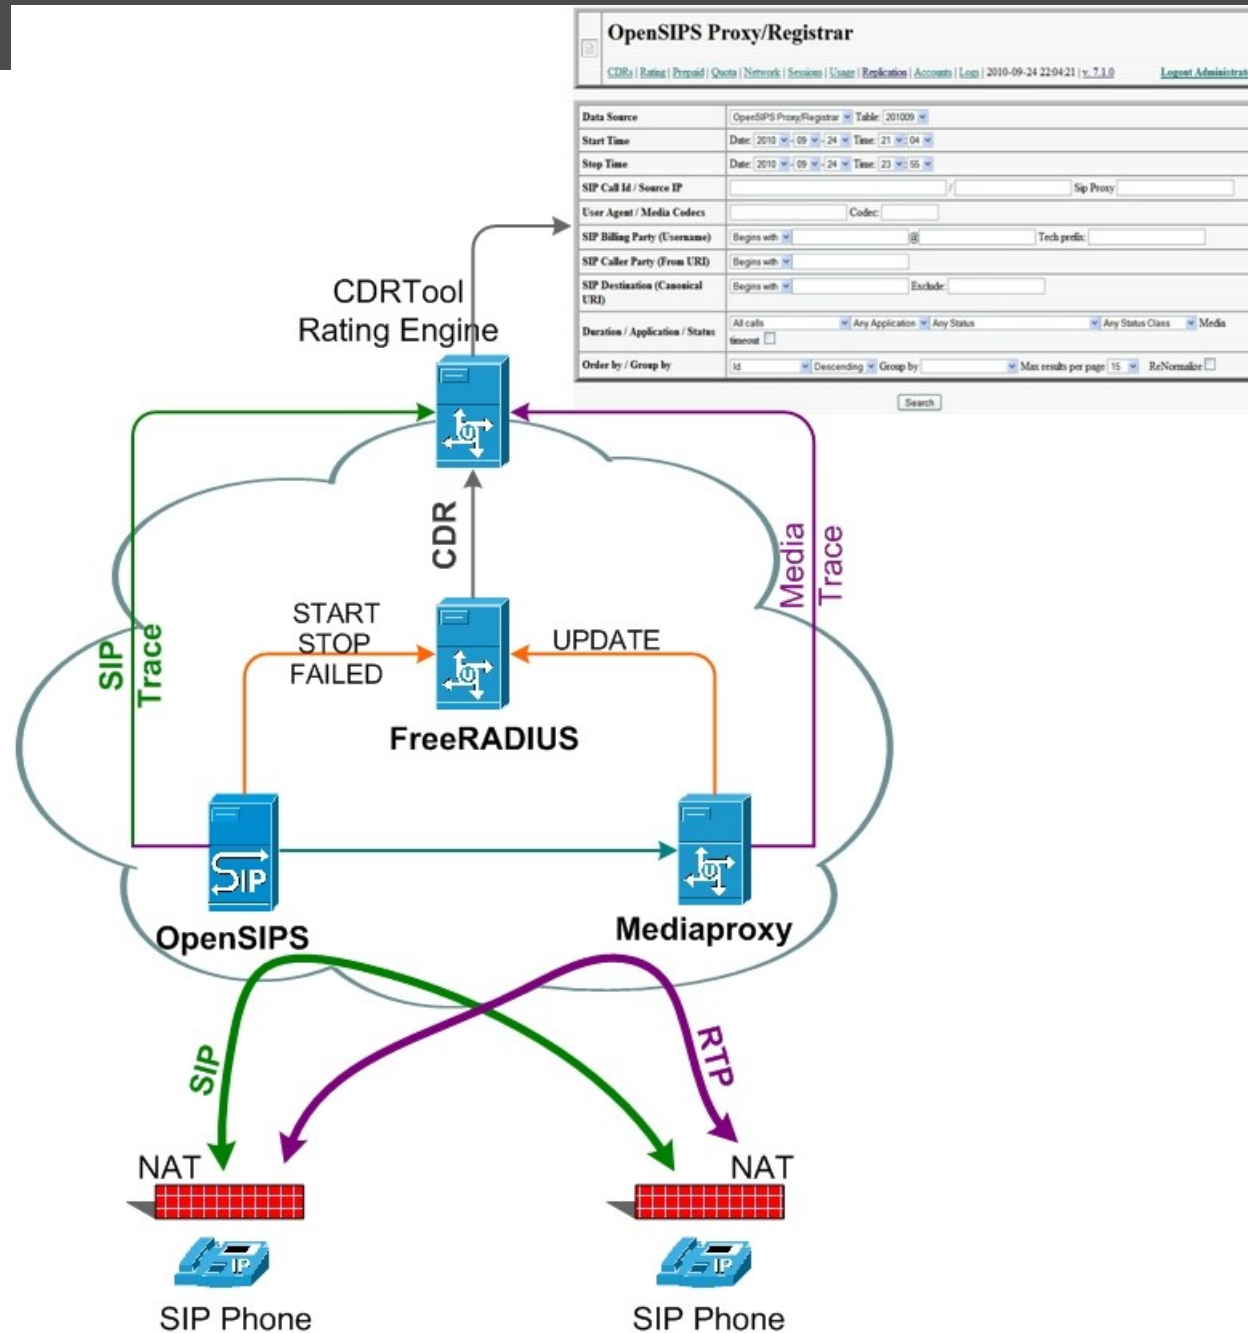 OpenSIPS Proxy/Registrar
CDRs | Rating | Prepaid | Quota | Network | Sessions | Usage | Replication | Accounts | Logs | 2010-09-24 22:04:21 | v. 7.1.0 Logout Administrat
Data Source OpenSIPS Proxy/Registrar Table: 201009
Start Time Date: 2010 - 09 - 24 Time: 21 : 04
Stop Time Date: 2010 - 09 - 24 Time: 23 : 55
SIP Call Id / Source IP / Sip Proxy
User Agent / Media Codecs Codec:
SIP Billing Party (Username) Begins with @ Tech prefix:
SIP Caller Party (From URI) Begins with
SIP Destination (Canonical Begins with Exclude:
URI)
Duration / Application / Status All calls Any Application Any Status Any Status Class Media
timeout
Order by / Group by Id Descending Group by Max results per page 15 ReNormalize
Search
CDRTool
Rating Engine
CDR
SIP
Trace
Media
Trace
START
STOP
FAILED
UPDATE
FreeRADIUS
SIP
OpenSIPS
Mediaproxy
SIP
RTP
NAT
NAT
IP
IP
SIP Phone
SIP Phone